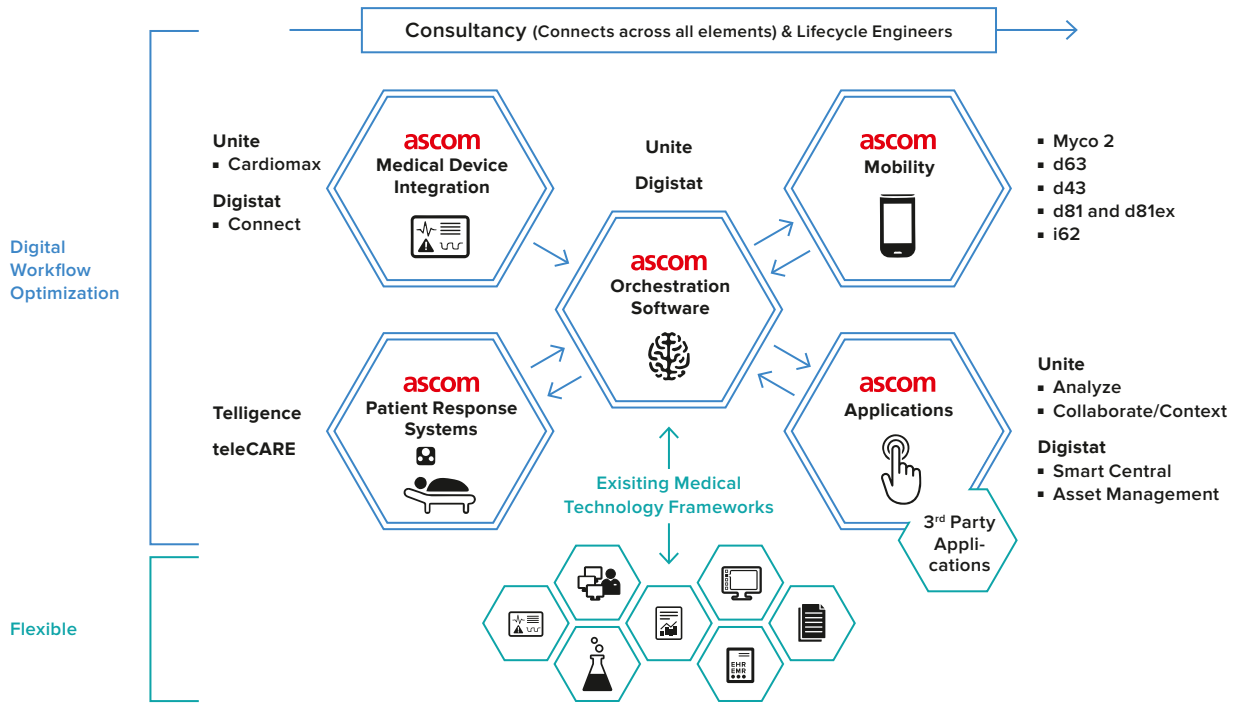 Consultancy (Connects across all elements) & Lifecycle Engineers
Digital
Workflow
Optimization
Unite
▪ Cardiomax
Digistat
▪ Connect
ascom
Medical Device
Integration
Unite
Digistat
ascom
Orchestration
Software
ascom
Mobility
▪ Myco 2
▪ d63
▪ d43
▪ d81 and d81ex
▪ i62
Telligence
teleCARE
ascom
Patient Response
Systems
ascom
Applications
Unite
▪ Analyze
▪ Collaborate/Context
Digistat
▪ Smart Central
▪ Asset Management
3rd Party
Appli-
cations
Exisiting Medical
Technology Frameworks
Flexible
EHR
EMR